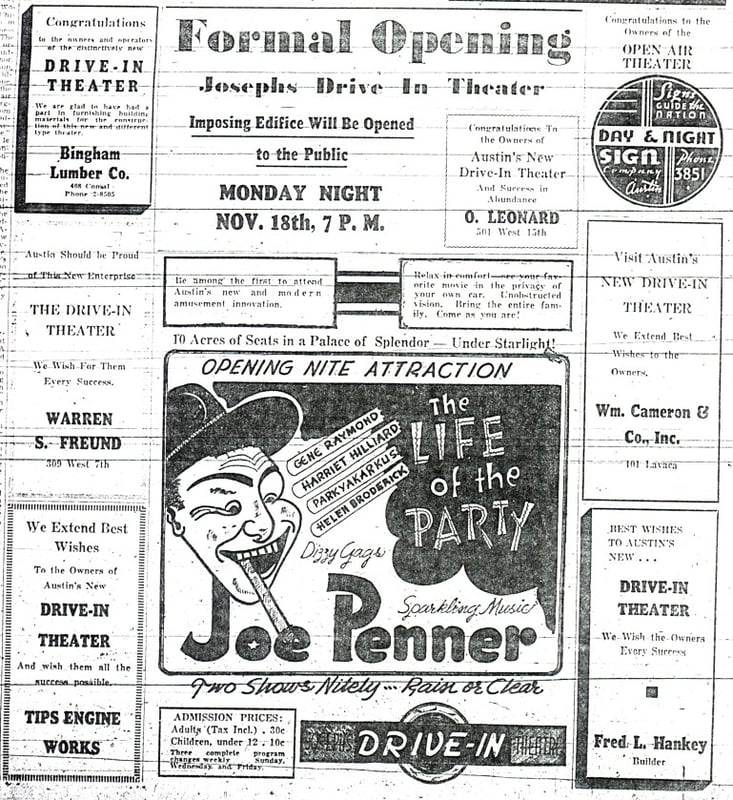 Congratulations
to the owners and operators
of the distinctively new
DRIVE-IN
THEATER
We are glad to have had a
part in furnishing building
materials for the construc-
tion of this new and different
type theater.
Bingham
Lumber Co.
408 Comal
Phone 2-8505
Formal Opening
Josephs Drive In Theater
Imposing Edifice Will Be Opened
to the Public
MONDAY NIGHT
NOV. 18th, 7 P. M.
Congratulations To
the Owners of
Austin's New
Drive-In Theater
And Success in
Abundance
O. LEONARD
501 West 15th
Congratulations to the
Owners of the
OPEN AIR
THEATER
Signs
GUIDE the
NATION
DAY & NIGHT
SIGN Phone
Company 3851
Austin
Austin Should be Proud
of This New Enterprise
THE DRIVE-IN
THEATER
We Wish For Them
Every Success.
WARREN
S. FREUND
309 West 7th
Be among the first to attend
Austin's new and modern
amusement innovation.
Relax in comfort—see your fav-
orite movie in the privacy of
your own car. Unobstructed
vision. Bring the entire fam-
ily. Come as you are!
10 Acres of Seats in a Palace of Splendor — Under Starlight!
OPENING NITE ATTRACTION
The
LIFE
of the
PARTY
GENE RAYMOND
HARRIET HILLIARD
PARKYAKARKUS
HELEN BRODERICK
Dizzy Gags
Sparkling Music
Joe Penner
Two Shows Nitely --- Rain or Clear
ADMISSION PRICES:
Adults (Tax Incl.) . 30c
Children, under 12 . 10c
Three complete program
changes weekly Sunday,
Wednesday and Friday.
DRIVE-IN THEATRE
Visit Austin's
NEW DRIVE-IN
THEATER
We Extend Best
Wishes to the
Owners.
Wm. Cameron &
Co., Inc.
401 Lavaca
We Extend Best
Wishes
To the Owners of
Austin's New
DRIVE-IN
THEATER
And wish them all the
success possible.
TIPS ENGINE
WORKS
BEST WISHES
TO AUSTIN'S
NEW . . .
DRIVE-IN
THEATER
We Wish the Owners
Every Success
Fred L. Hankey
Builder